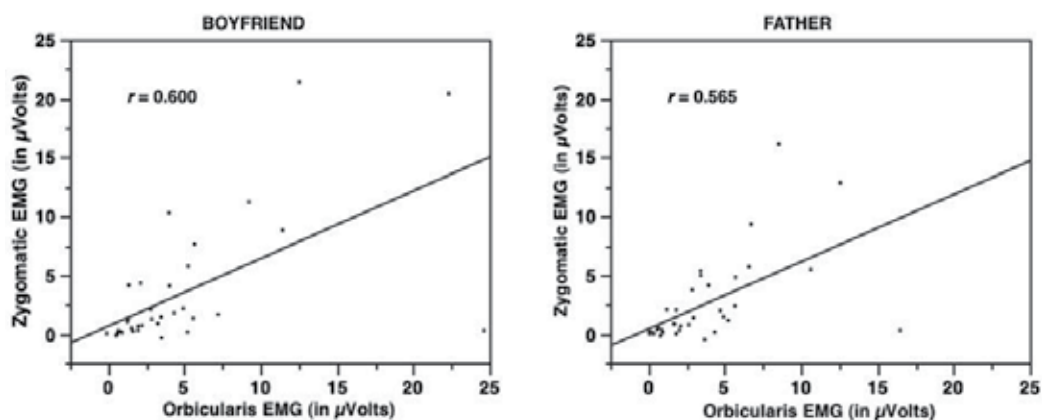 BOYFRIEND
25
20
15
10
5
0
Zygomatic EMG (in µVolts)
r = 0.600
0 5 10 15 20 25
Orbicularis EMG (in µVolts)
FATHER
25
20
15
10
5
0
Zygomatic EMG (in µVolts)
r = 0.565
0 5 10 15 20 25
Orbicularis EMG (in µVolts)